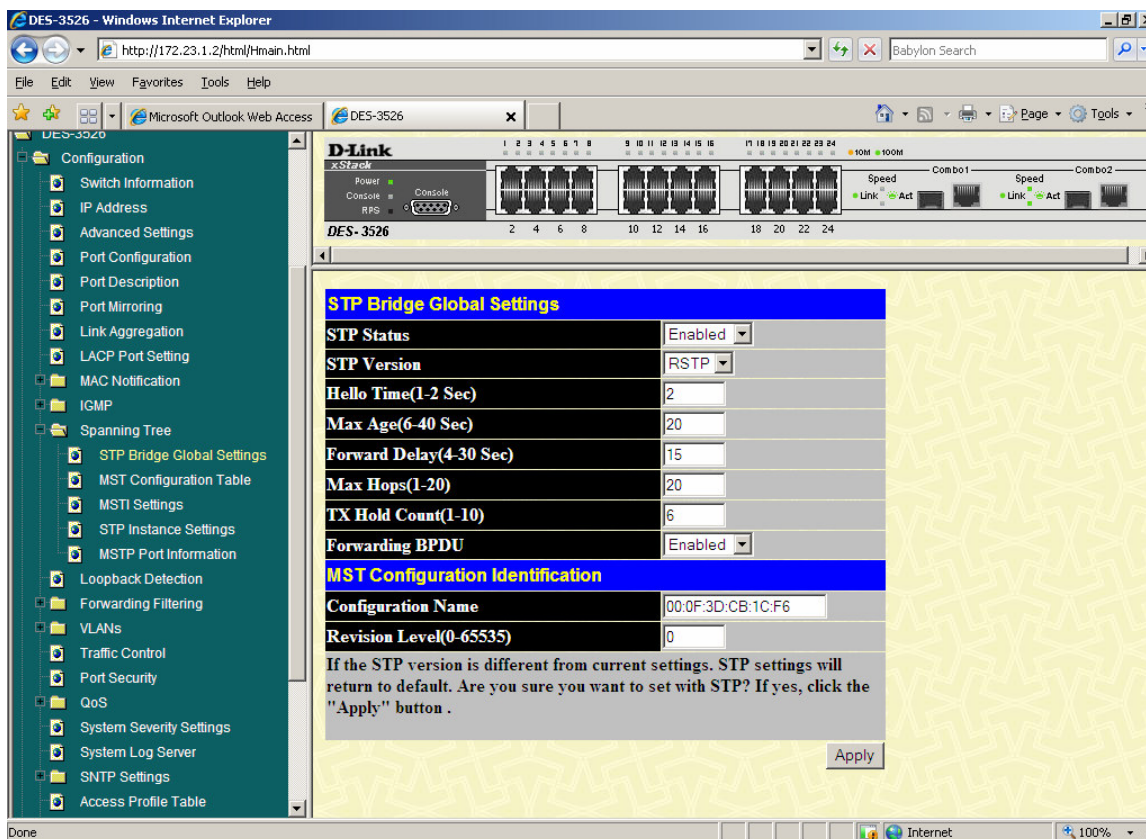 DES-3526 - Windows Internet Explorer
http://172.23.1.2/html/Hmain.html
Babylon Search
File Edit View Favorites Tools Help
Microsoft Outlook Web Access
DES-3526
Page
Tools
DES-3526
Configuration
Switch Information
IP Address
Advanced Settings
Port Configuration
Port Description
Port Mirroring
Link Aggregation
LACP Port Setting
MAC Notification
IGMP
Spanning Tree
STP Bridge Global Settings
MST Configuration Table
MSTI Settings
STP Instance Settings
MSTP Port Information
Loopback Detection
Forwarding Filtering
VLANs
Traffic Control
Port Security
QoS
System Severity Settings
System Log Server
SNTP Settings
Access Profile Table
D-Link
xStack
Power
Console
RPS
Console
DES-3526
1 2 3 4 5 6 7 8 9 10 11 12 13 14 15 16 17 18 19 20 21 22 23 24
10M 100M
2 4 6 8 10 12 14 16 18 20 22 24
Combo1
Speed
Link Act
Combo2
Speed
Link Act
STP Bridge Global Settings
STP Status Enabled
STP Version RSTP
Hello Time(1-2 Sec) 2
Max Age(6-40 Sec) 20
Forward Delay(4-30 Sec) 15
Max Hops(1-20) 20
TX Hold Count(1-10) 6
Forwarding BPDU Enabled
MST Configuration Identification
Configuration Name 00:0F:3D:CB:1C:F6
Revision Level(0-65535) 0
If the STP version is different from current settings. STP settings will
return to default. Are you sure you want to set with STP? If yes, click the
"Apply" button .
Apply
Done
Internet
100%